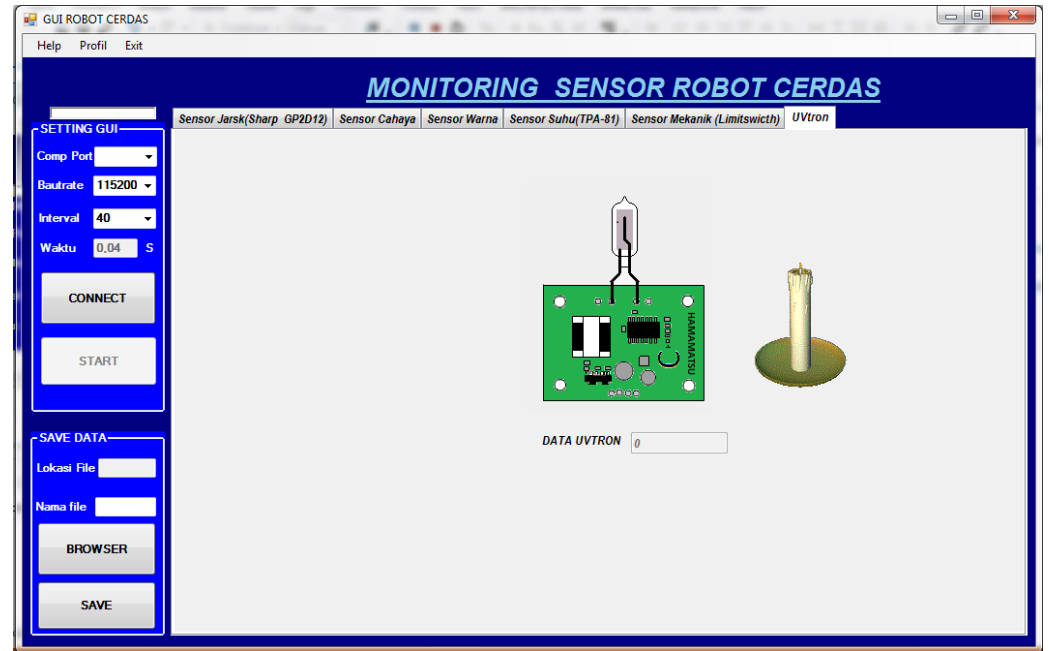 GUI ROBOT CERDAS
Help Profil Exit
MONITORING SENSOR ROBOT CERDAS
Sensor Jarsk(Sharp GP2D12) Sensor Cahaya Sensor Warna Sensor Suhu(TPA-81) Sensor Mekanik (Limitswicth) UVtron
SETTING GUI
Comp Port
Bautrate 115200
Interval 40
Waktu 0,04 S
CONNECT
START
HAMAMATSU
DATA UVTRON 0
SAVE DATA
Lokasi File
Nama file
BROWSER
SAVE